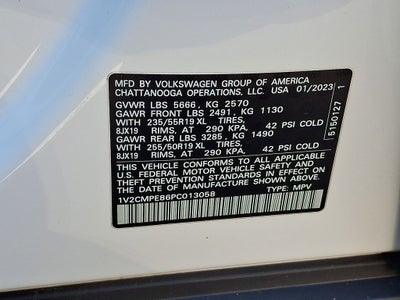 MFD. BY VOLKSWAGEN GROUP OF AMERICA
CHATTANOOGA OPERATIONS, LLC. USA 01/2023
GVWR LBS 5666, KG 2570
GAWR FRONT LBS 2491, KG 1130
WITH 235/55R19 XL TIRES,
8JX19 RIMS, AT 290 KPA, 42 PSI COLD
GAWR REAR LBS 3285, KG 1490
WITH 255/50R19 XL TIRES,
8JX19 RIMS, AT 290 KPA, 42 PSI COLD
THIS VEHICLE CONFORMS TO ALL APPLICABLE
FEDERAL MOTOR VEHICLE SAFETY AND
THEFT PREVENTION STANDARDS IN EFFECT ON THE
DATE OF MANUFACTURE SHOWN ABOVE.
1V2CMPE86PC013058 TYPE: MPV
5150127 1